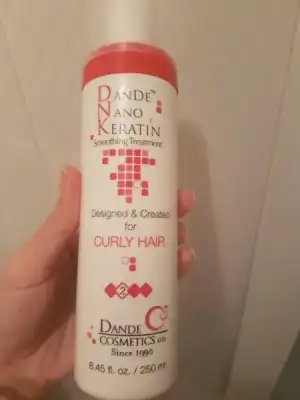 DANDE™
NANO
KERATIN
Smoothing Treatment
Designed & Created
for
CURLY HAIR
2
DANDE
COSMETICS
Since 1996
8.45 fl. oz. / 250 ml